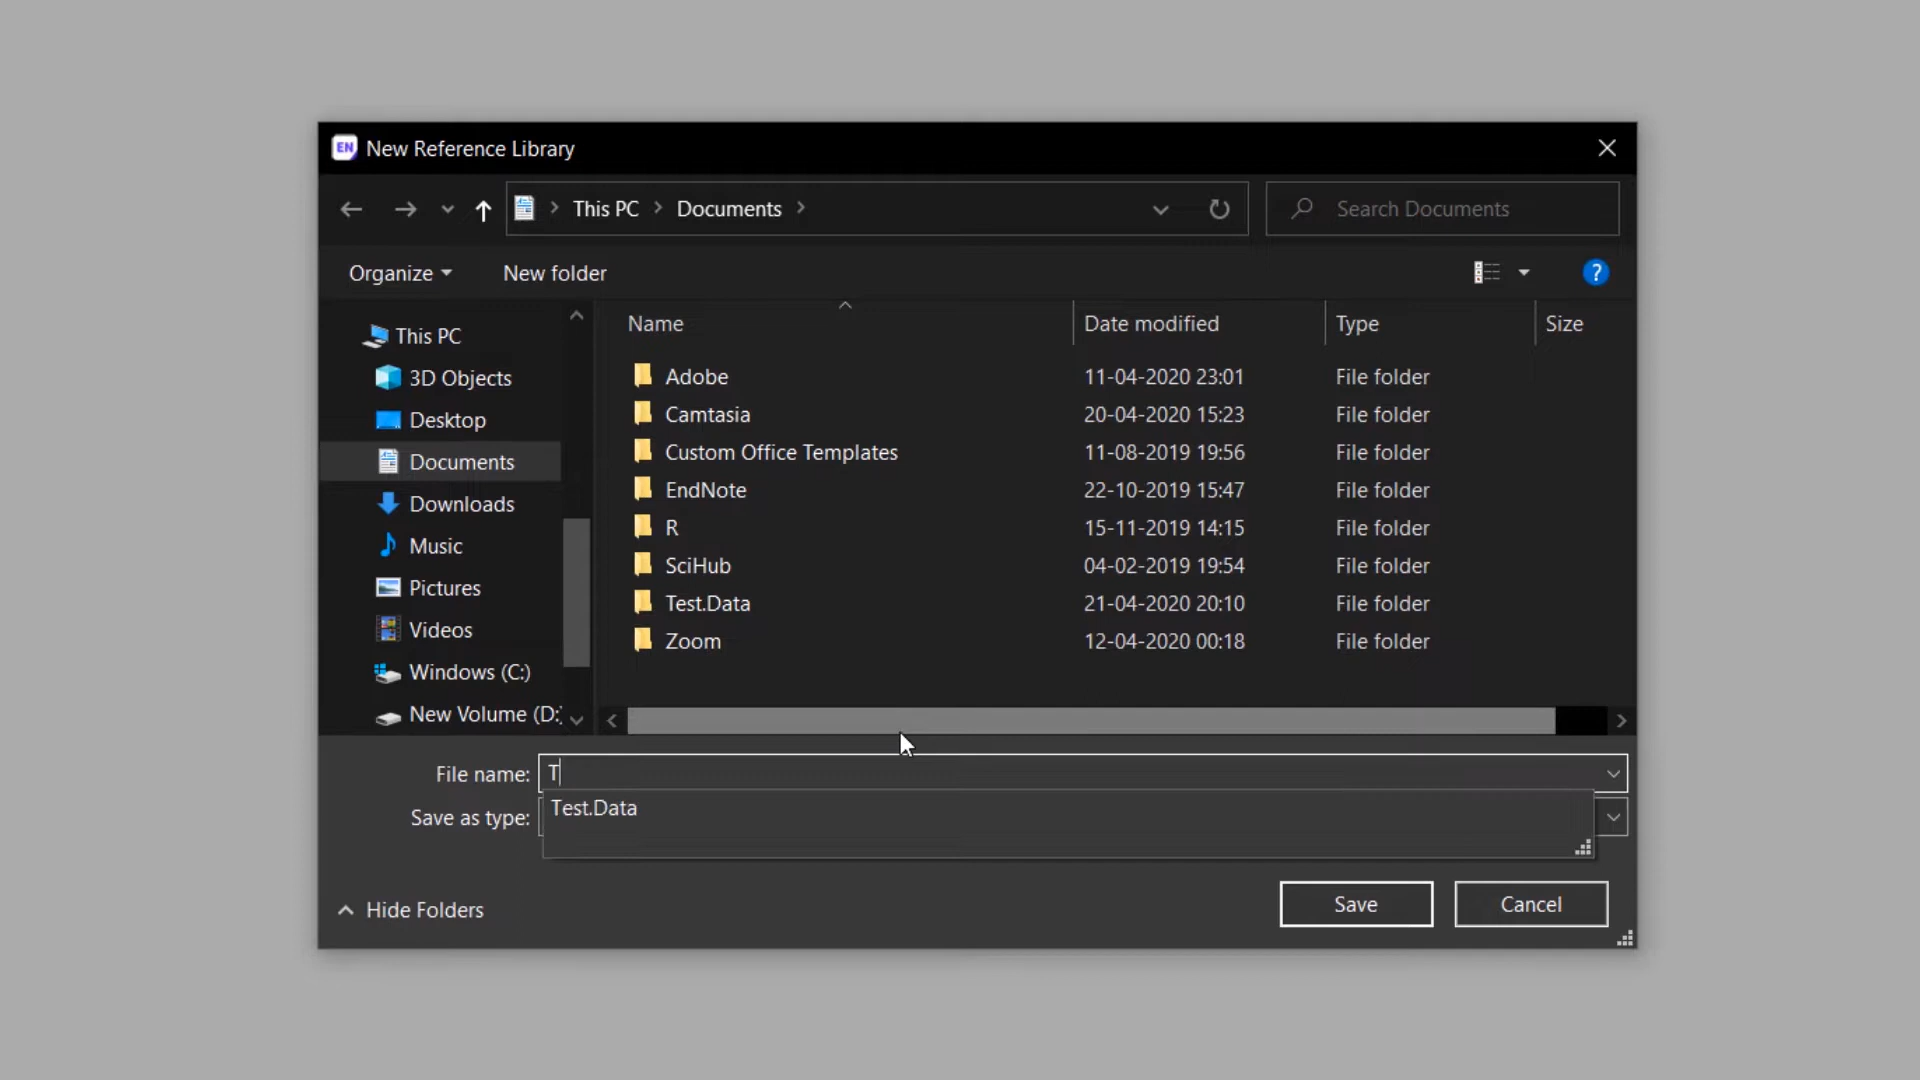 EN New Reference Library
This PC Documents
Search Documents
Organize New folder
?
Name Date modified Type Size
This PC
3D Objects
Desktop
Documents
Downloads
Music
Pictures
Videos
Windows (C:)
New Volume (D:)
Adobe 11-04-2020 23:01 File folder
Camtasia 20-04-2020 15:23 File folder
Custom Office Templates 11-08-2019 19:56 File folder
EndNote 22-10-2019 15:47 File folder
R 15-11-2019 14:15 File folder
SciHub 04-02-2019 19:54 File folder
Test.Data 21-04-2020 20:10 File folder
Zoom 12-04-2020 00:18 File folder
File name: T
Test.Data
Save as type:
Hide Folders
Save Cancel